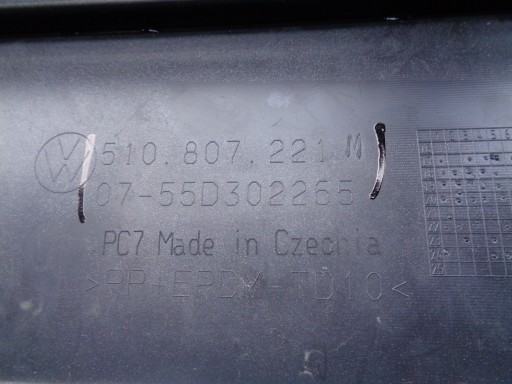 510.807.221 M
07-55D302265
PC7 Made in Czechia
>PP+EPDM-TD10<